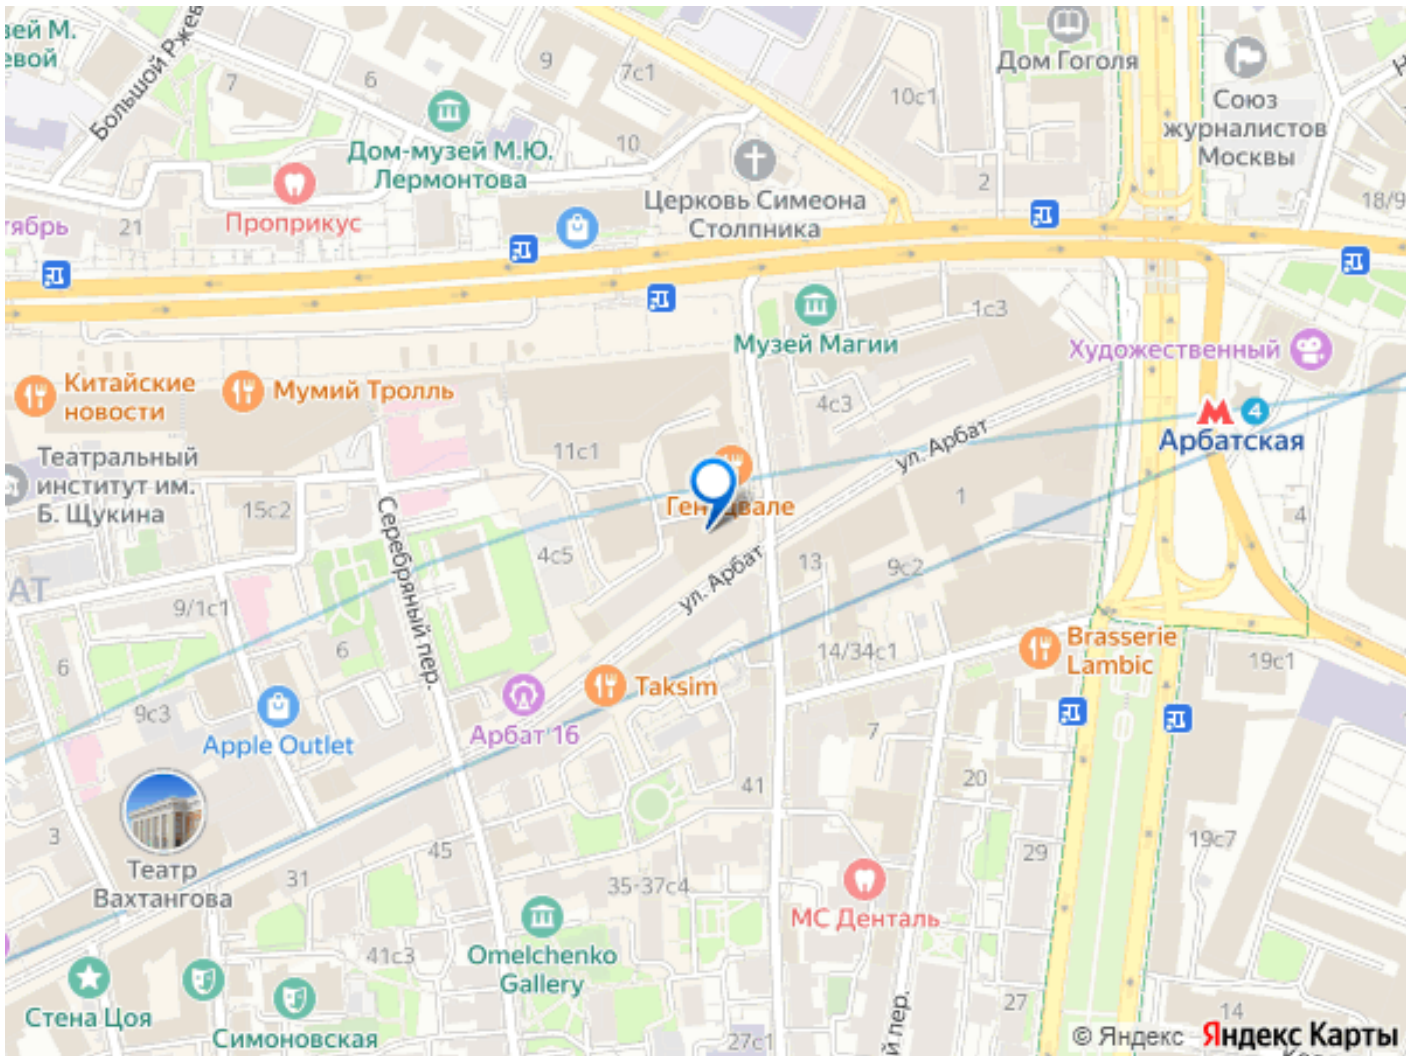 зей М.
евой
Большой Ржев
7
6
9
7с1
10с1
Дом Гоголя
Союз
журналистов
Москвы
Дом-музей М.Ю.
Лермонтова
10
Проприкус
тябрь
21
Церковь Симеона
Столпника
2
18/9
1с3
Музей Магии
Художественный
Китайские
новости
Мумий Тролль
4с3
4
Арбатская
ул. Арбат
Театральный
институт им.
Б. Щукина
11с1
15с2
Серебряный пер.
4с5
ул. Арбат
1
4
13
9с2
АТ
9/1с1
6
6
14/34с1
Brasserie
Lambic
19с1
9с3
Apple Outlet
Taksim
Арбат 16
7
41
20
3
Театр
Вахтангова
45
31
35-37с4
29
19с7
МС Денталь
41с3
Omelchenko
Gallery
Стена Цоя
Симоновская
27с1
й пер.
27
14
© Яндекс Яндекс Карты